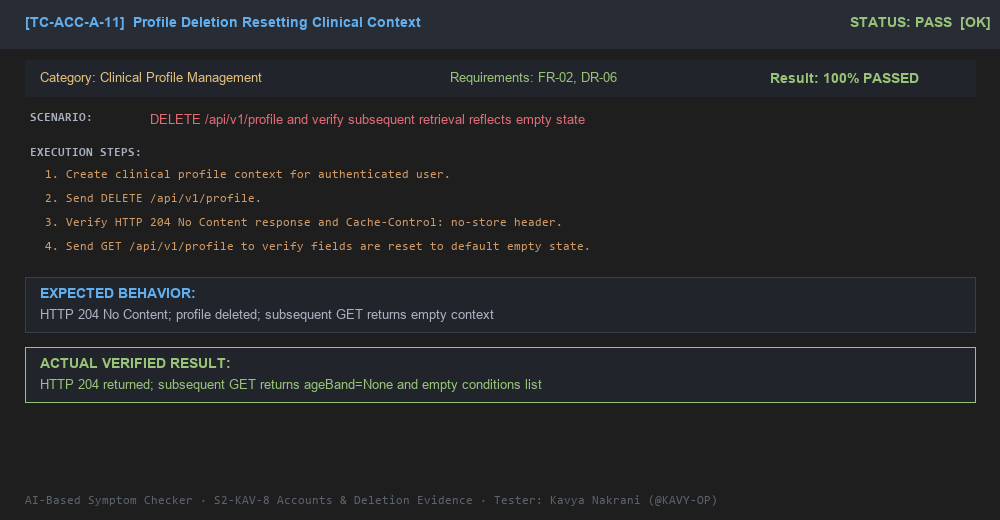 [TC-ACC-A-11]  Profile Deletion Resetting Clinical Context
STATUS: PASS  [OK]
Category: Clinical Profile Management
Requirements: FR-02, DR-06
Result: 100% PASSED
SCENARIO:
DELETE /api/v1/profile and verify subsequent retrieval reflects empty state
EXECUTION STEPS:
1. Create clinical profile context for authenticated user.
2. Send DELETE /api/v1/profile.
3. Verify HTTP 204 No Content response and Cache-Control: no-store header.
4. Send GET /api/v1/profile to verify fields are reset to default empty state.
EXPECTED BEHAVIOR:
HTTP 204 No Content; profile deleted; subsequent GET returns empty context
ACTUAL VERIFIED RESULT:
HTTP 204 returned; subsequent GET returns ageBand=None and empty conditions list
AI-Based Symptom Checker · S2-KAV-8 Accounts & Deletion Evidence · Tester: Kavya Nakrani (@KAVY-OP)